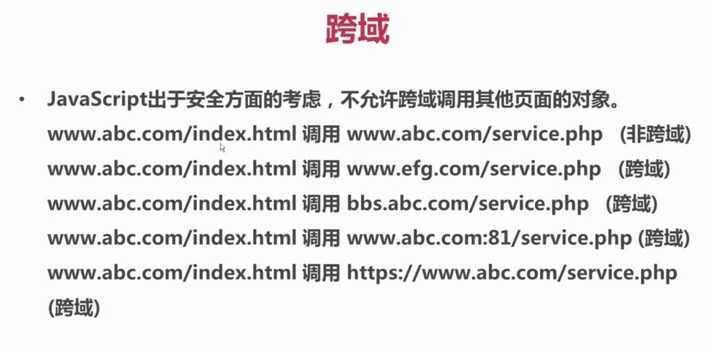 跨域
• JavaScript出于安全方面的考虑，不允许跨域调用其他页面的对象。
www.abc.com/index.html 调用 www.abc.com/service.php (非跨域)
www.abc.com/index.html 调用 www.efg.com/service.php (跨域)
www.abc.com/index.html 调用 bbs.abc.com/service.php (跨域)
www.abc.com/index.html 调用 www.abc.com:81/service.php (跨域)
www.abc.com/index.html 调用 https://www.abc.com/service.php
(跨域)